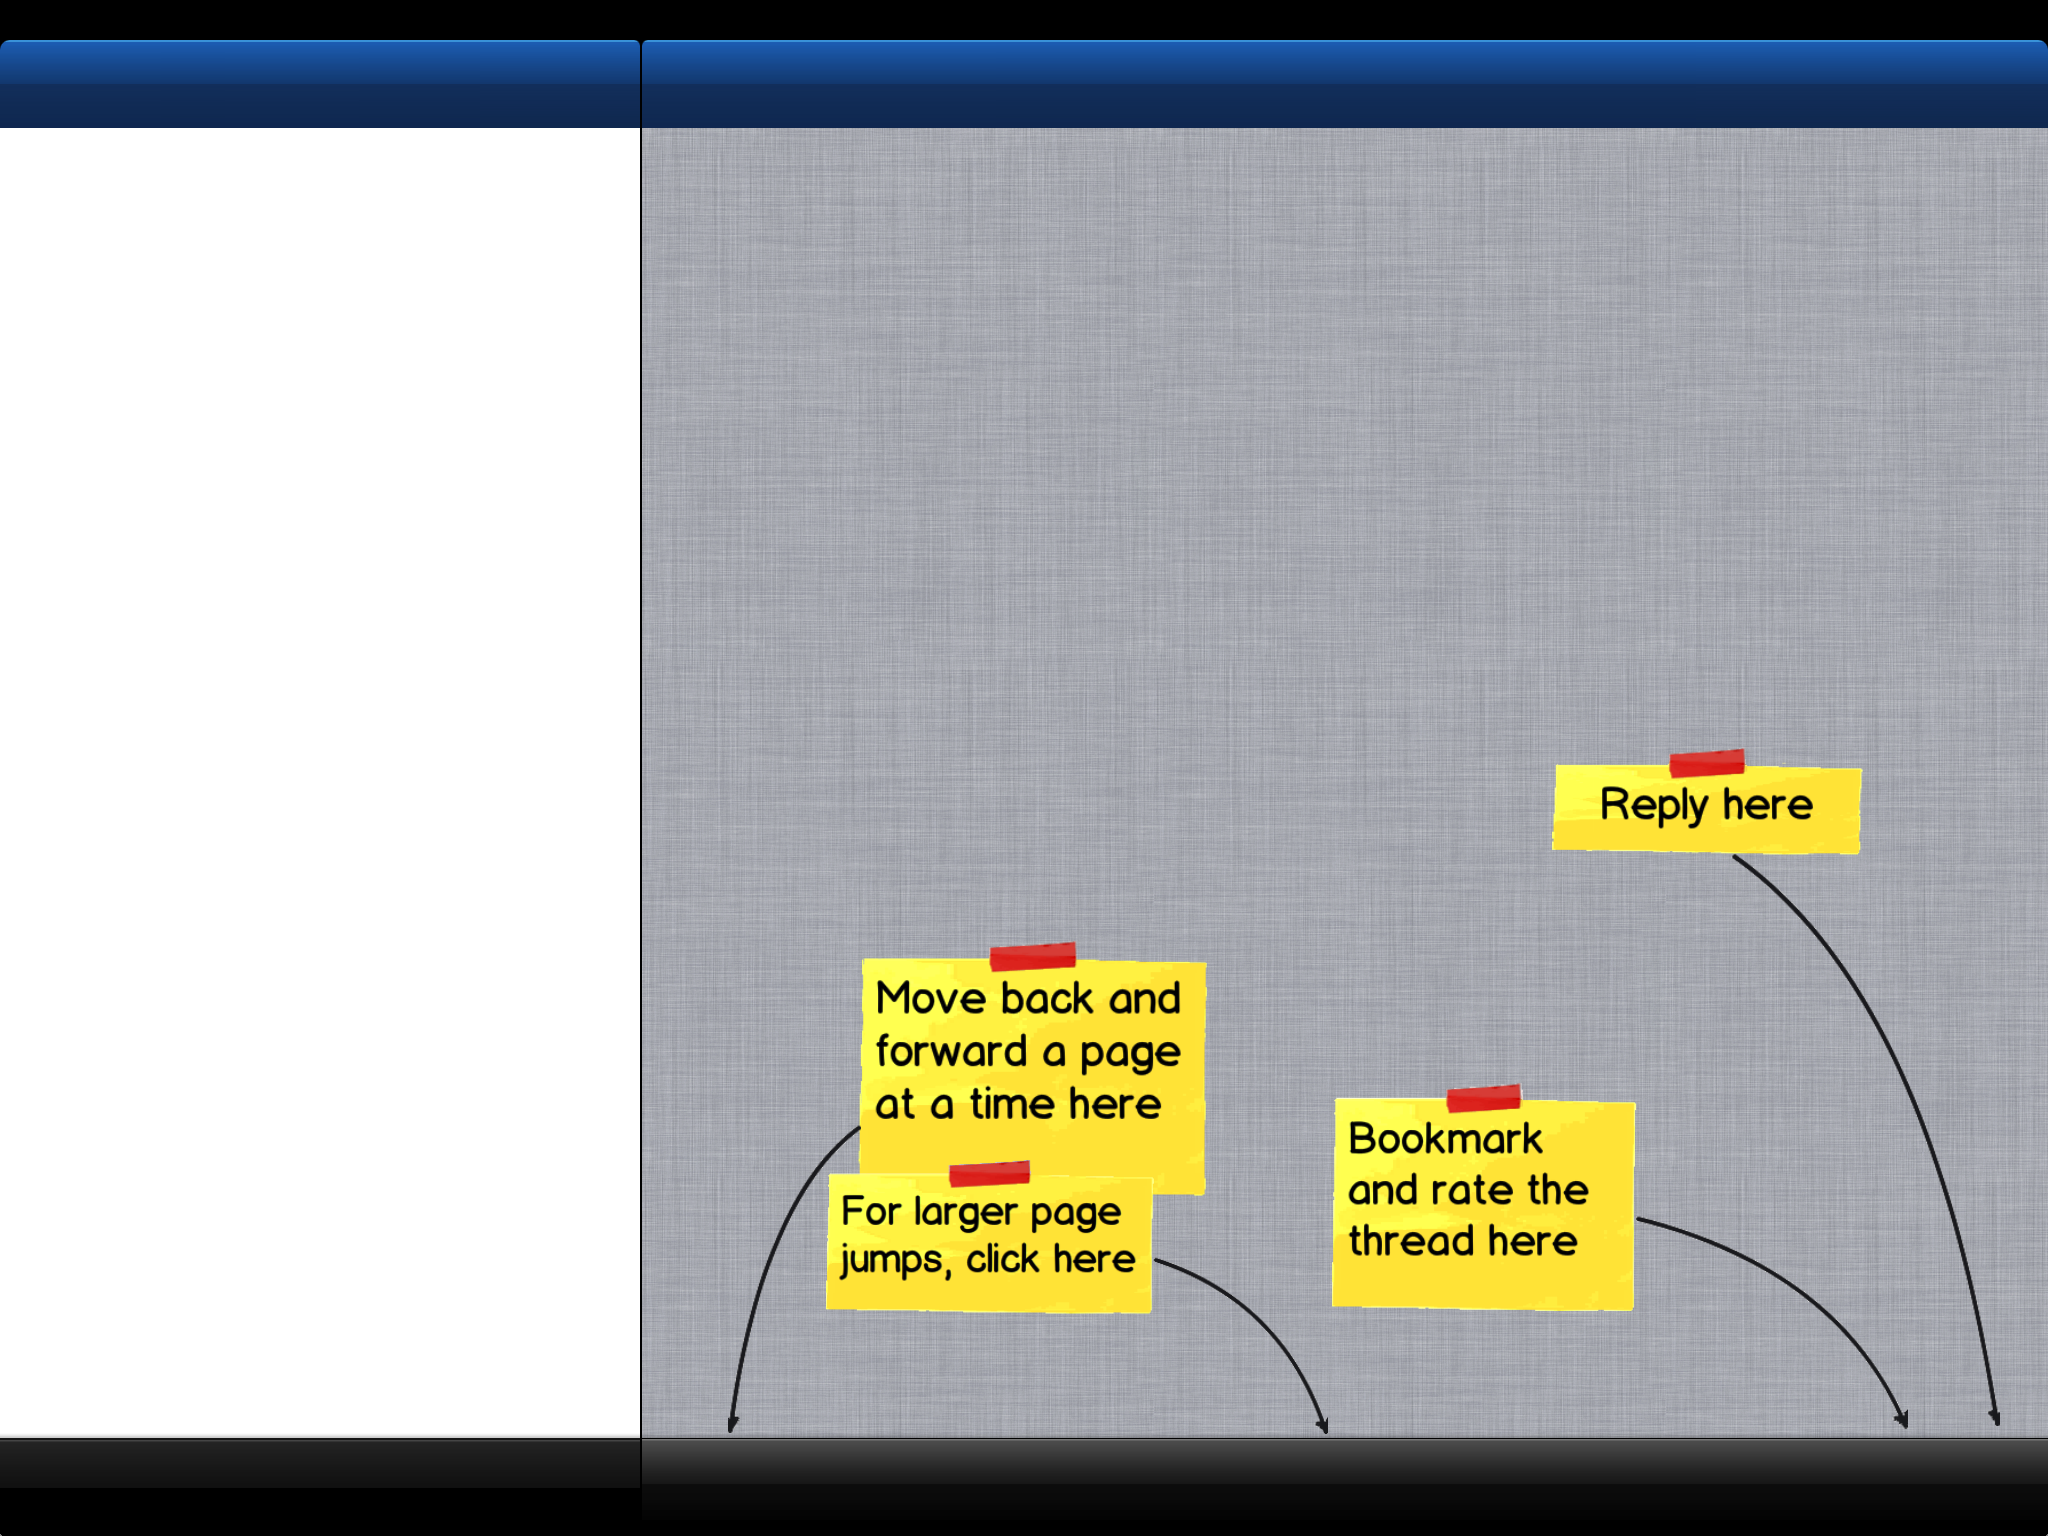 Reply here
Move back and
forward a page
at a time here
For larger page
jumps, click here
Bookmark
and rate the
thread here